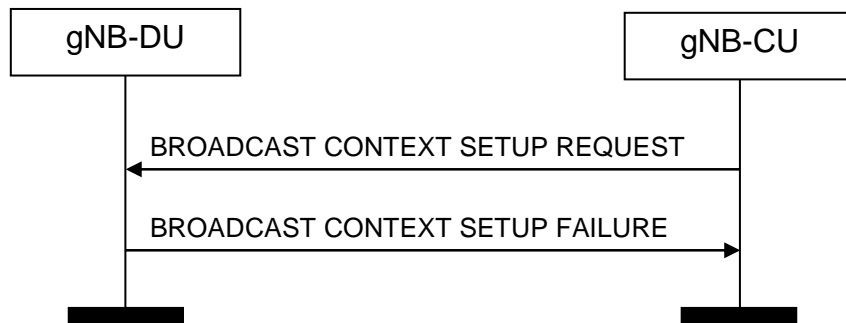 gNB-DU
gNB-CU
BROADCAST CONTEXT SETUP REQUEST
BROADCAST CONTEXT SETUP FAILURE